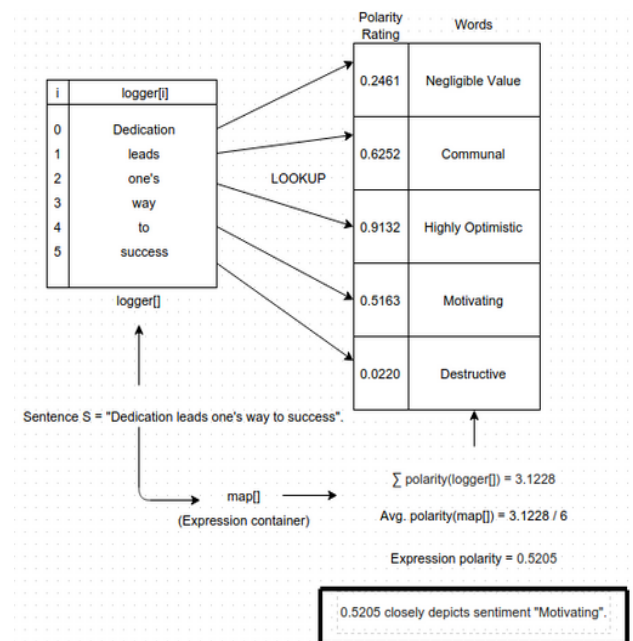 Polarity
Rating
Words
i logger[i]
0 Dedication
1 leads
2 one's
3 way
4 to
5 success
logger[]
LOOKUP
0.2461 Negligible Value
0.6252 Communal
0.9132 Highly Optimistic
0.5163 Motivating
0.0220 Destructive
Sentence S = "Dedication leads one's way to success".
map[]
(Expression container)
∑ polarity(logger[]) = 3.1228
Avg. polarity(map[]) = 3.1228 / 6
Expression polarity = 0.5205
0.5205 closely depicts sentiment "Motivating".